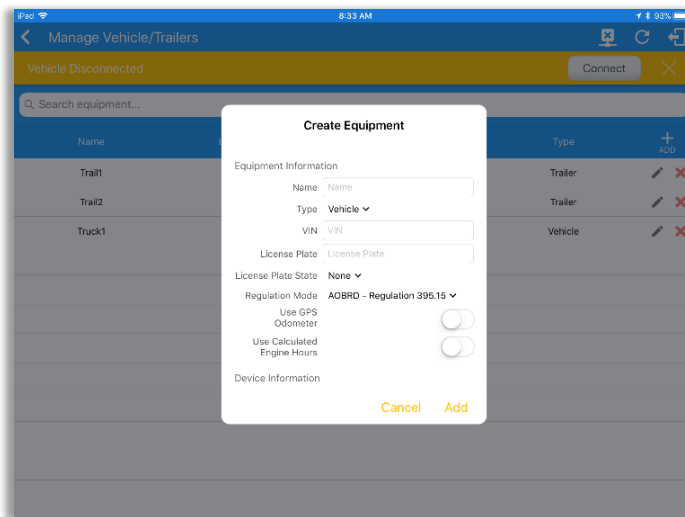 iPad 8:33 AM 93%
Manage Vehicle/Trailers
Vehicle Disconnected Connect
Search equipment...
Create Equipment
Name Type ADD
Equipment Information
Trail1 Trailer
Name Name
Trail2 Type Vehicle Trailer
Truck1 VIN VIN Vehicle
License Plate License Plate
License Plate State None
Regulation Mode AOBRD - Regulation 395.15
Use GPS
Odometer
Use Calculated
Engine Hours
Device Information
Cancel Add